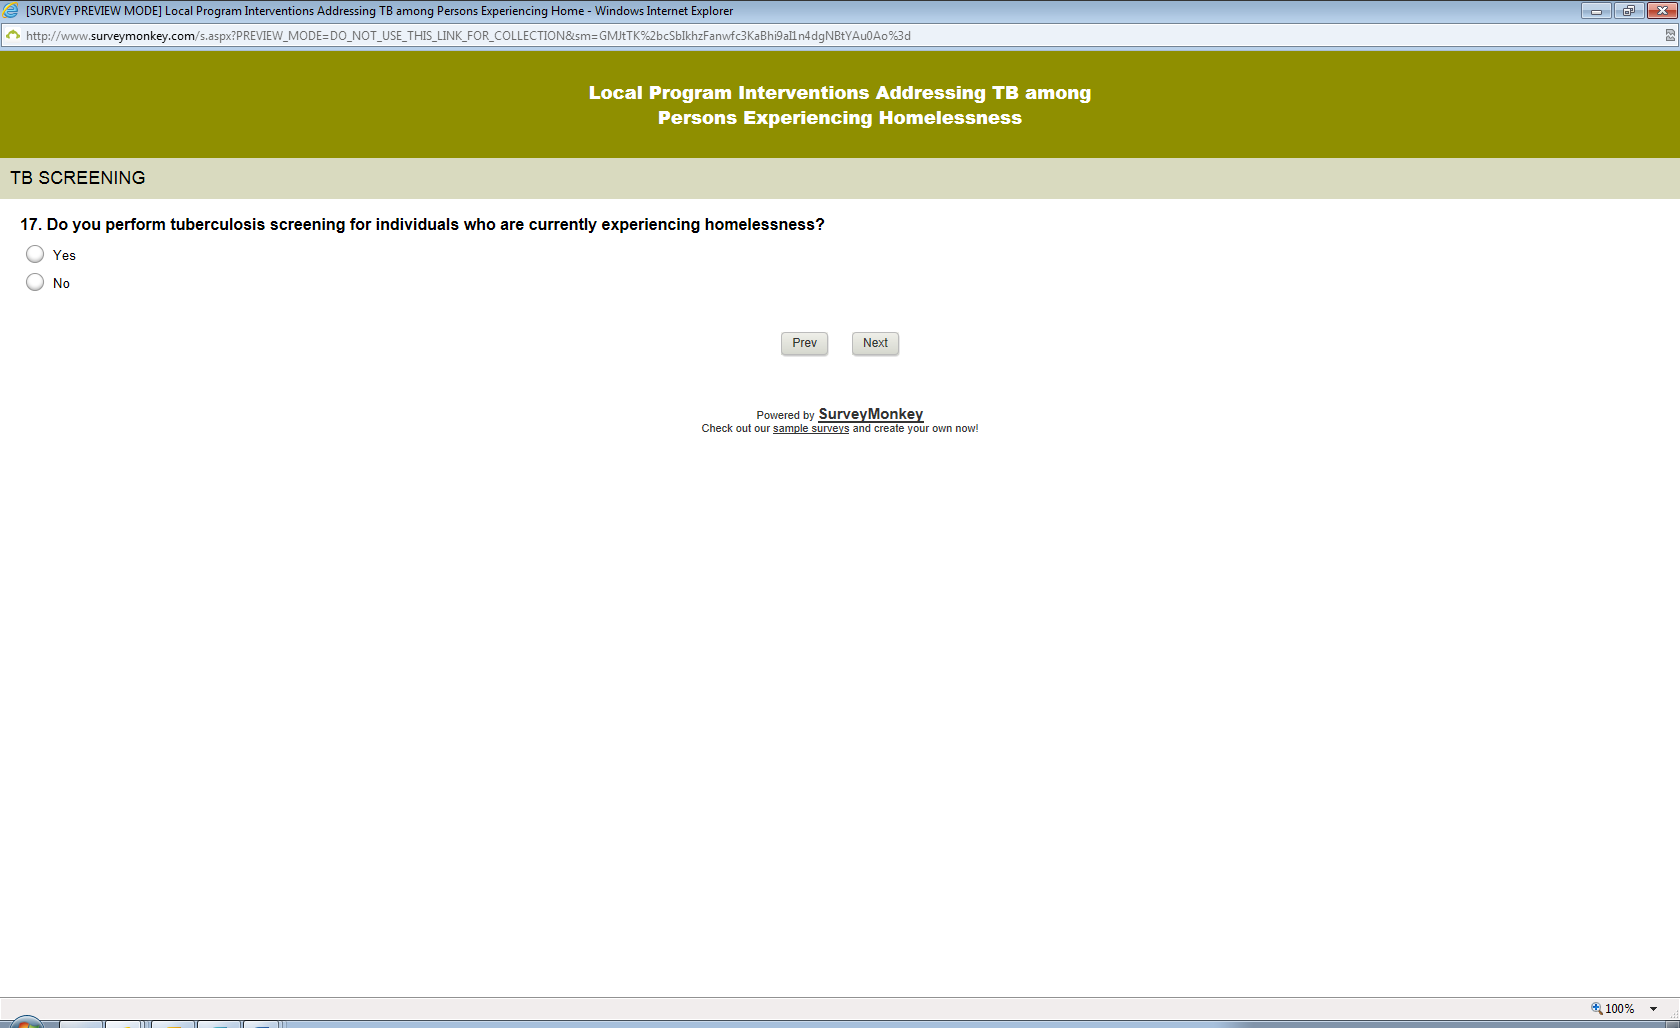 [SURVEY PREVIEW MODE] Local Program Interventions Addressing TB among Persons Experiencing Home - Windows Internet Explorer
http://www.surveymonkey.com/s.aspx?PREVIEW_MODE=DO_NOT_USE_THIS_LINK_FOR_COLLECTION&sm=GMJtTK%2bcSbIkhzFanwfc3KaBhi9aI1n4dgNBtYAu0Ao%3d
Local Program Interventions Addressing TB among
Persons Experiencing Homelessness
TB SCREENING
17. Do you perform tuberculosis screening for individuals who are currently experiencing homelessness?
Yes
No
Prev Next
Powered by SurveyMonkey
Check out our sample surveys and create your own now!
100%